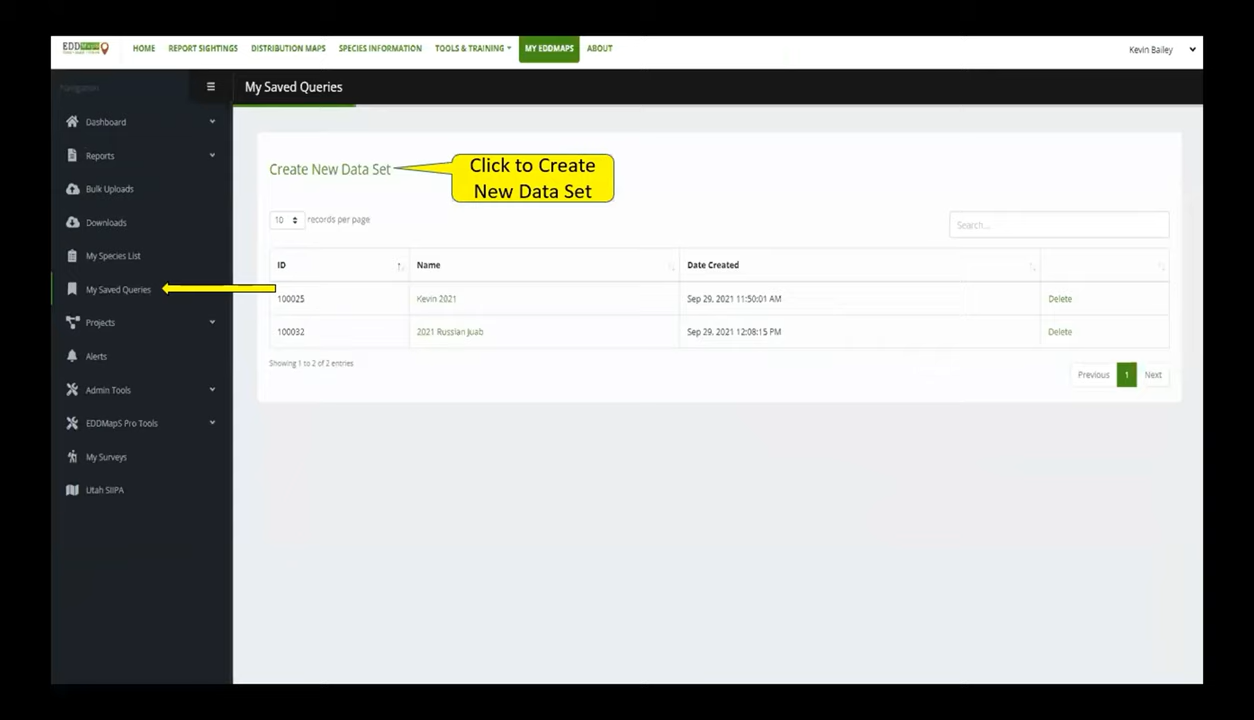 EDDMapS
HOME REPORT SIGHTINGS DISTRIBUTION MAPS SPECIES INFORMATION TOOLS & TRAINING MY EDDMAPS ABOUT
Kevin Bailey
Navigation
My Saved Queries
Dashboard
Reports
Bulk Uploads
Downloads
My Species List
My Saved Queries
Projects
Alerts
Admin Tools
EDDMapS Pro Tools
My Surveys
Utah SIIPA
Create New Data Set
Click to Create
New Data Set
10 records per page
Search...
ID Name Date Created
100025 Kevin 2021 Sep 29, 2021 11:50:01 AM Delete
100032 2021 Russian Juab Sep 29, 2021 12:08:15 PM Delete
Showing 1 to 2 of 2 entries
Previous 1 Next